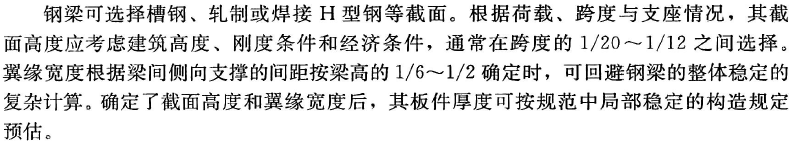 钢梁可选择槽钢、轧制或焊接 H 型钢等截面。根据荷载、跨度与支座情况，其截
面高度应考虑建筑高度、刚度条件和经济条件，通常在跨度的 1/20～1/12 之间选择。
翼缘宽度根据梁间侧向支撑的间距按梁高的 1/6～1/2 确定时，可回避钢梁的整体稳定的
复杂计算。确定了截面高度和翼缘宽度后，其板件厚度可按规范中局部稳定的构造规定
预估。